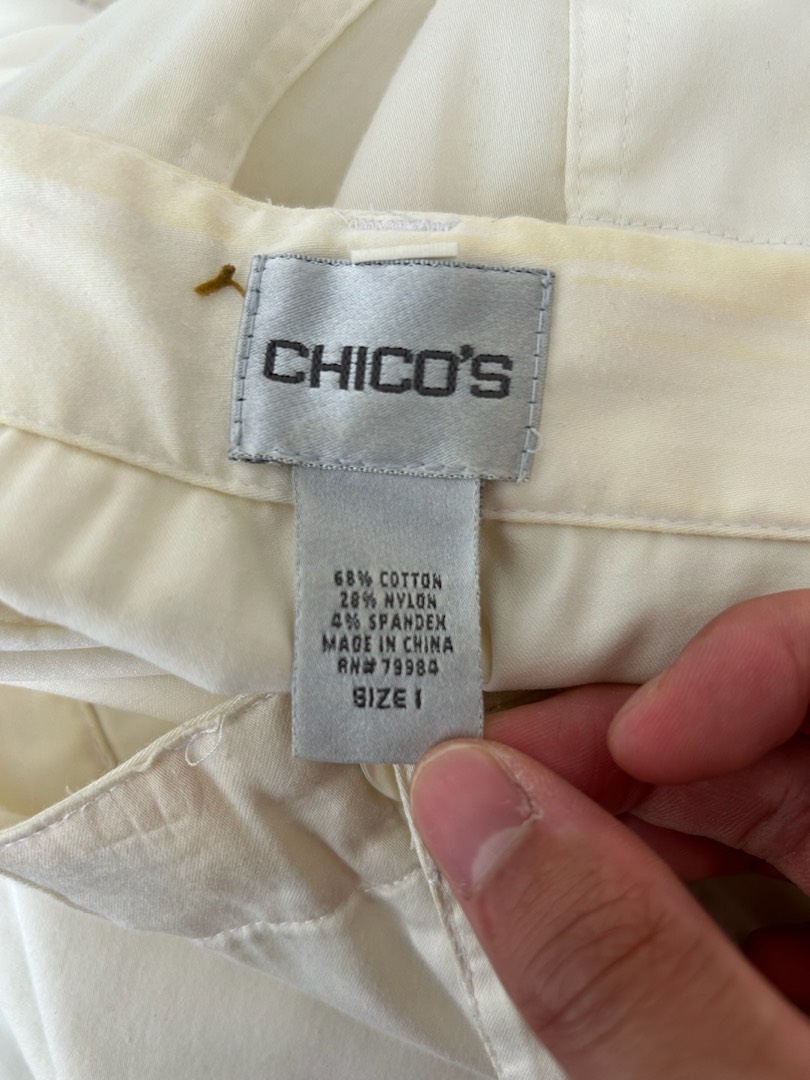 CHICO'S
68% COTTON
28% NYLON
4% SPANDEX
MADE IN CHINA
RN# 79984
SIZE 1